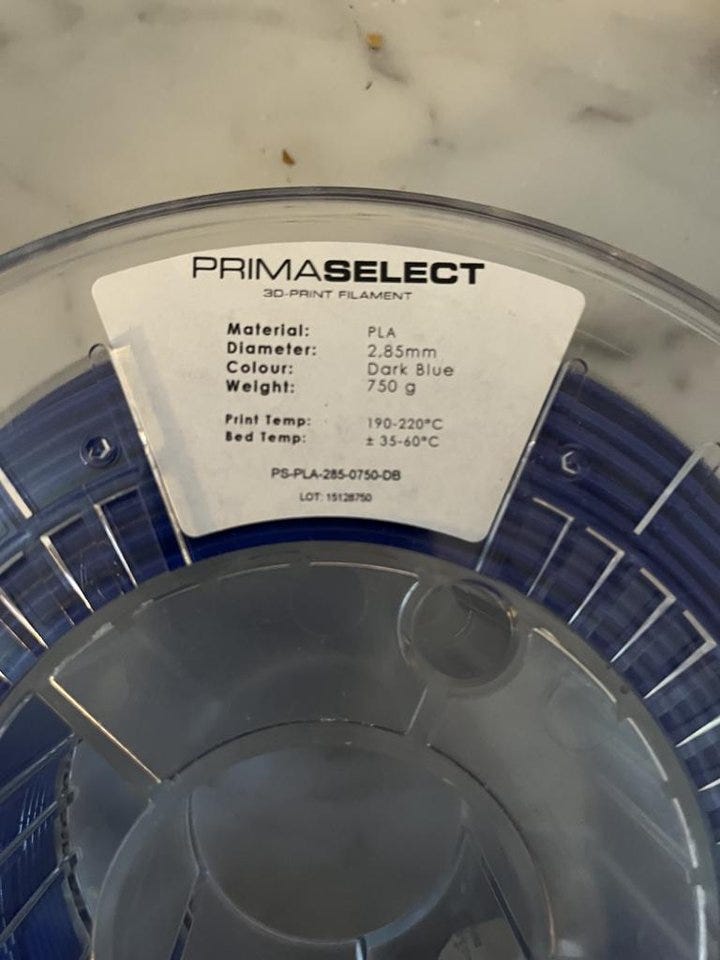 PRIMASELECT
3D-PRINT FILAMENT
Material: PLA
Diameter: 2,85mm
Colour: Dark Blue
Weight: 750 g
Print Temp: 190-220°C
Bed Temp: ± 35-60°C
PS-PLA-285-0750-DB
LOT: 15128750